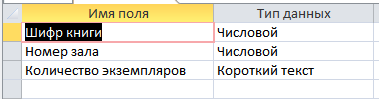 Имя поля Тип данных
Шифр книги Числовой
Номер зала Числовой
Количество экземпляров Короткий текст